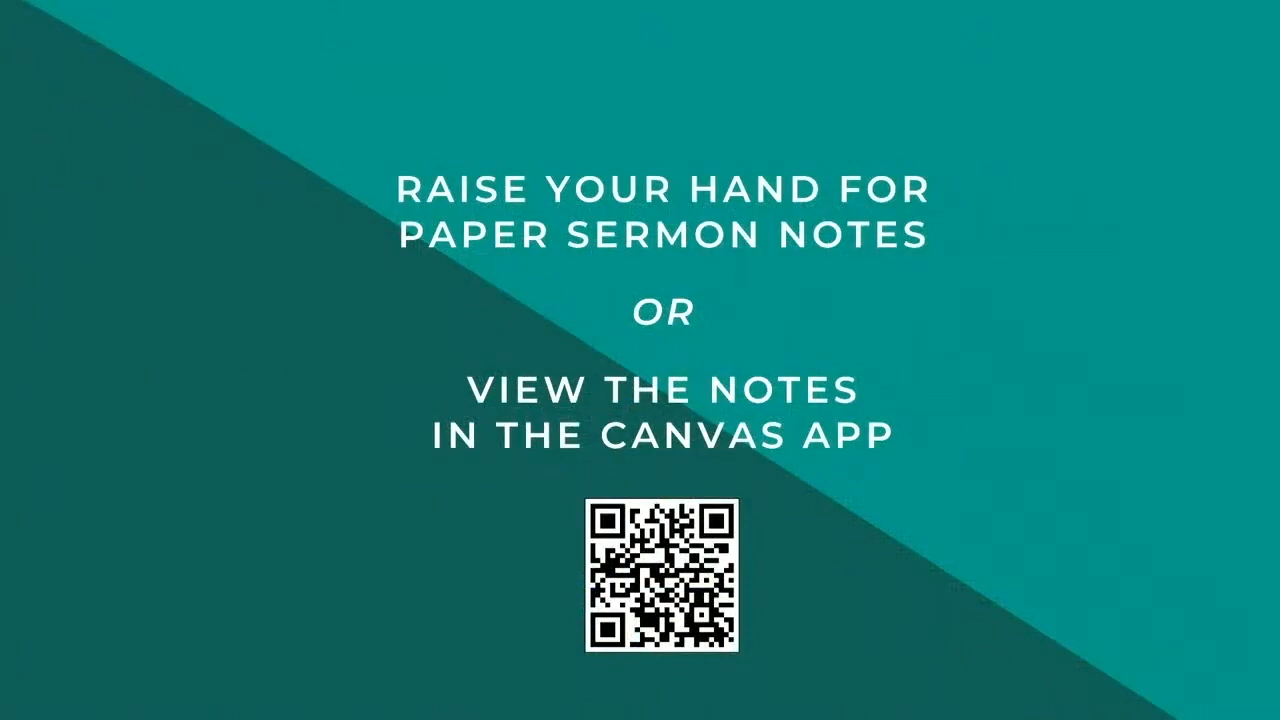 RAISE YOUR HAND FOR
PAPER SERMON NOTES
OR
VIEW THE NOTES
IN THE CANVAS APP